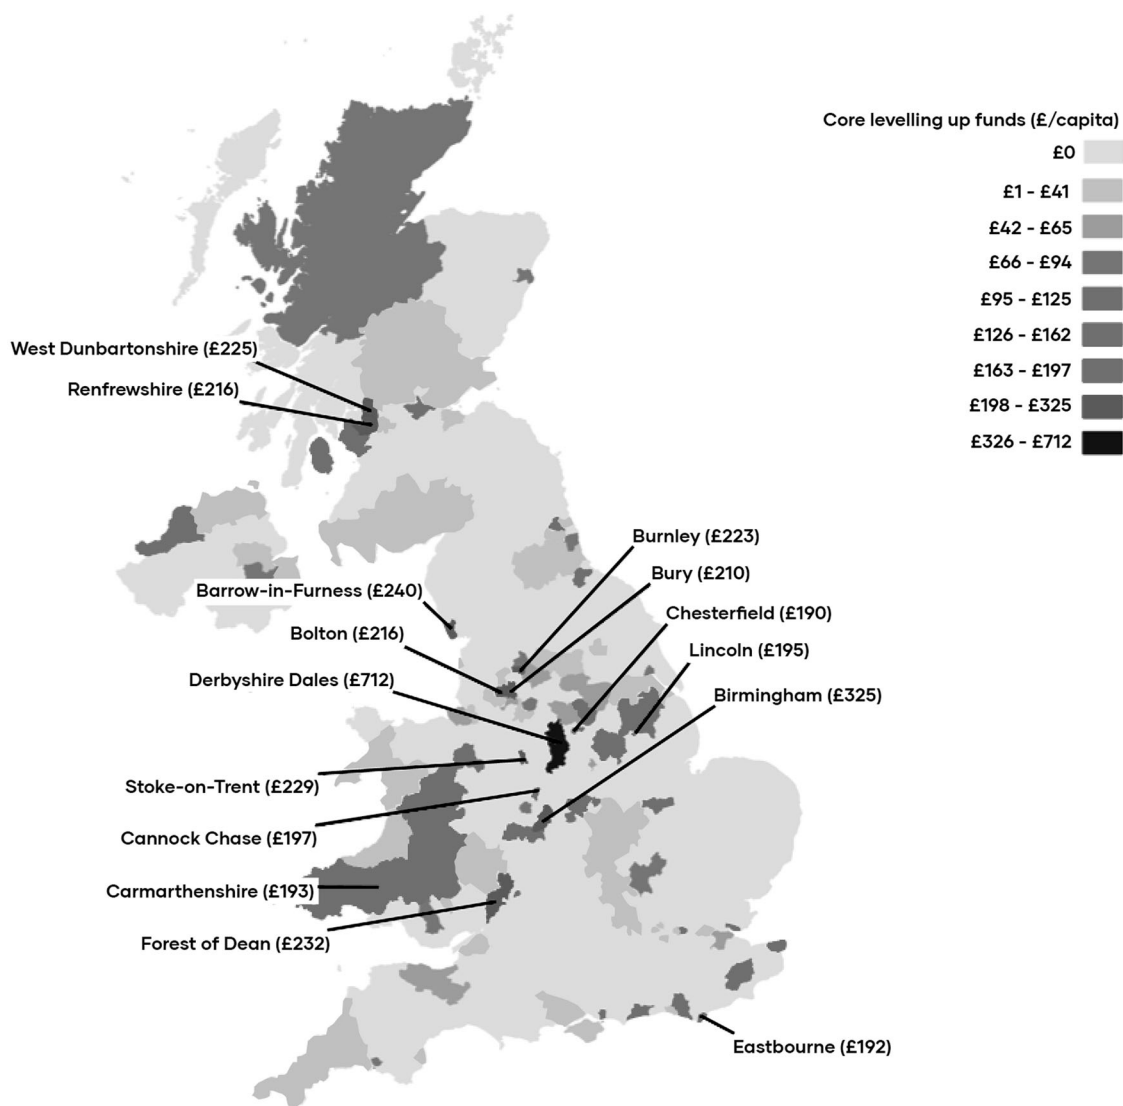 Core levelling up funds (£/capita)
£0
£1 - £41
£42 - £65
£66 - £94
£95 - £125
£126 - £162
£163 - £197
£198 - £325
£326 - £712
West Dunbartonshire (£225)
Renfrewshire (£216)
Burnley (£223)
Bury (£210)
Barrow-in-Furness (£240)
Chesterfield (£190)
Bolton (£216)
Lincoln (£195)
Derbyshire Dales (£712)
Birmingham (£325)
Stoke-on-Trent (£229)
Cannock Chase (£197)
Carmarthenshire (£193)
Forest of Dean (£232)
Eastbourne (£192)